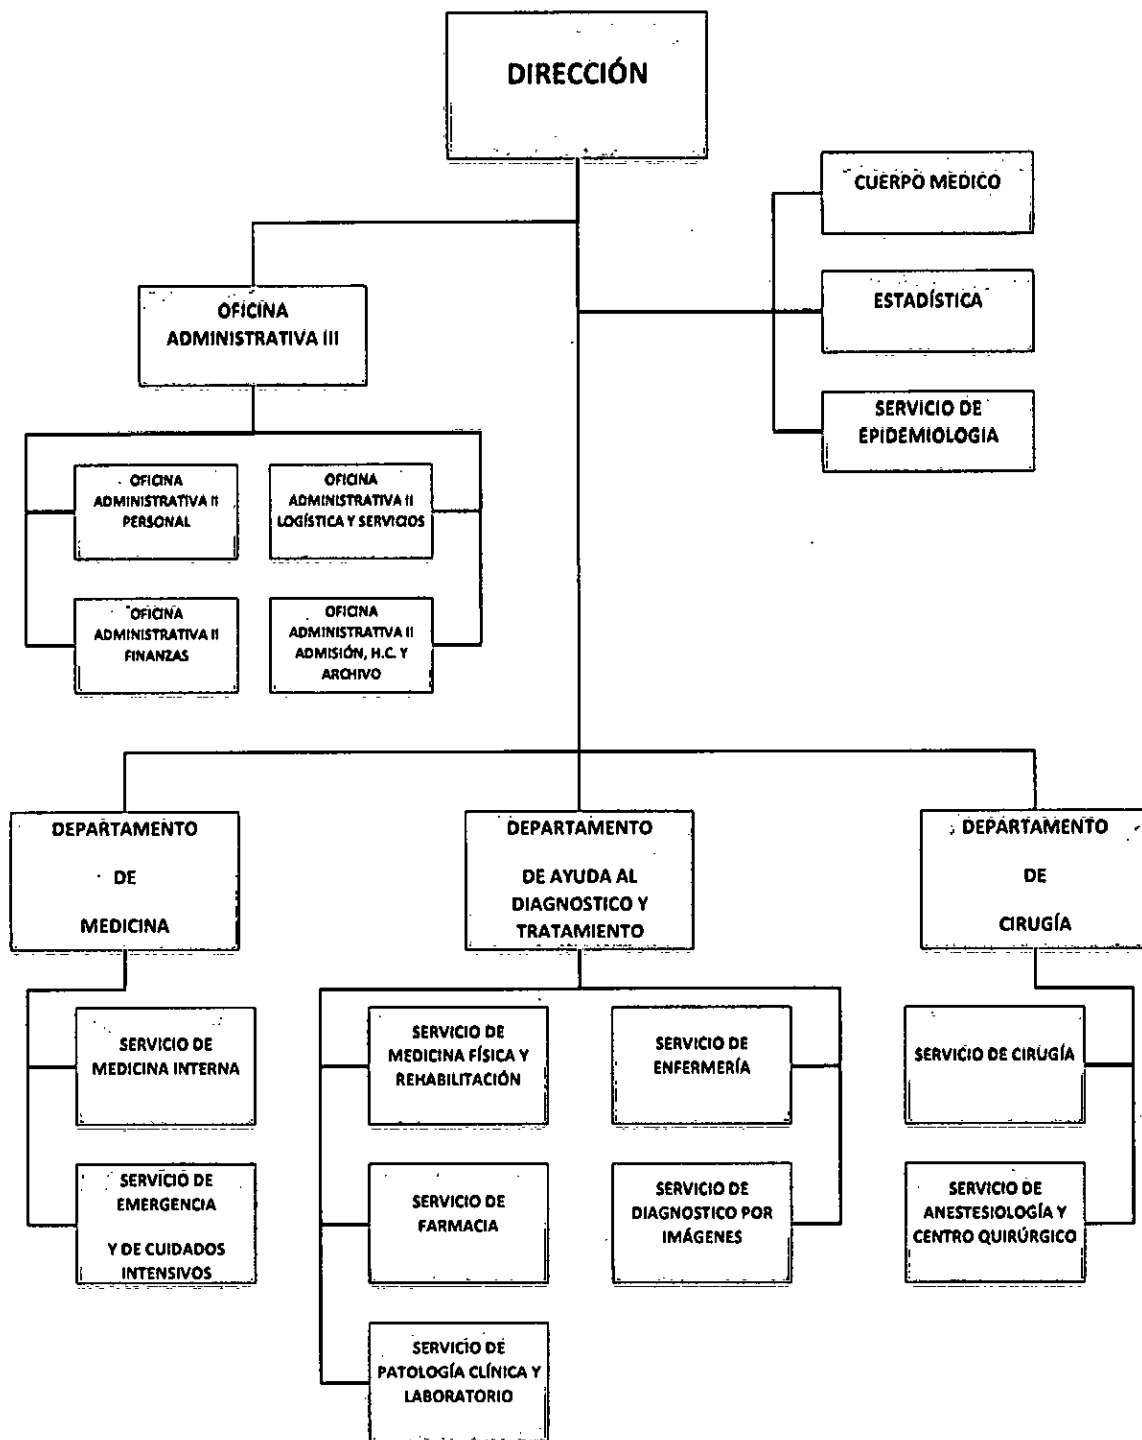 DIRECCIÓN
CUERPO MEDICO
ESTADÍSTICA
SERVICIO DE
EPIDEMIOLOGIA
OFICINA
ADMINISTRATIVA III
OFICINA
ADMINISTRATIVA II
PERSONAL
OFICINA
ADMINISTRATIVA II
LOGÍSTICA Y SERVICIOS
OFICINA
ADMINISTRATIVA II
FINANZAS
OFICINA
ADMINISTRATIVA II
ADMISIÓN, H.C. Y
ARCHIVO
DEPARTAMENTO
DE
MEDICINA
DEPARTAMENTO
DE AYUDA AL
DIAGNOSTICO Y
TRATAMIENTO
DEPARTAMENTO
DE
CIRUGÍA
SERVICIO DE
MEDICINA INTERNA
SERVICIO DE
EMERGENCIA
Y DE CUIDADOS
INTENSIVOS
SERVICIO DE
MEDICINA FÍSICA Y
REHABILITACIÓN
SERVICIO DE
ENFERMERÍA
SERVICIO DE
FARMACIA
SERVICIO DE
DIAGNOSTICO POR
IMÁGENES
SERVICIO DE
PATOLOGÍA CLÍNICA Y
LABORATORIO
SERVICIO DE CIRUGÍA
SERVICIO DE
ANESTESIOLOGÍA Y
CENTRO QUIRÚRGICO